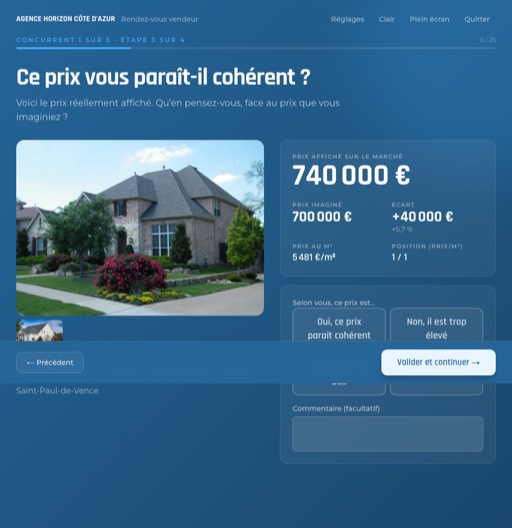 AGENCE HORIZON CÔTE D'AZUR Rendez-vous vendeur
Réglages Clair Plein écran Quitter
CONCURRENT 1 SUR 5 · ÉTAPE 3 SUR 4
6 / 25
Ce prix vous paraît-il cohérent ?
Voici le prix réellement affiché. Qu'en pensez-vous, face au prix que vous
imaginiez ?
PRIX AFFICHÉ SUR LE MARCHÉ
740 000 €
PRIX IMAGINÉ
700 000 €
ÉCART
+40 000 €
+5,7 %
PRIX AU M²
5 481 €/m²
POSITION (PRIX/M²)
1 / 1
Selon vous, ce prix est...
Oui, ce prix
paraît cohérent
Non, il est trop
élevé
← Précédent
Valider et continuer →
Saint-Paul-de-Vence
Commentaire (facultatif)